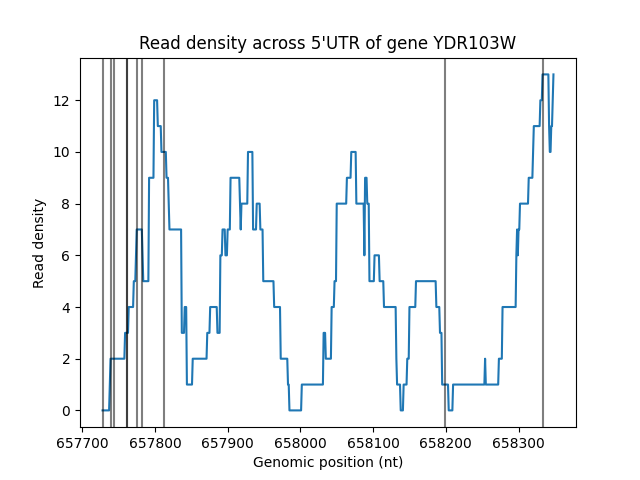 Read density across 5'UTR of gene YDR103W
12
10
8
6
4
2
0
Read density
657700 657800 657900 658000 658100 658200 658300
Genomic position (nt)